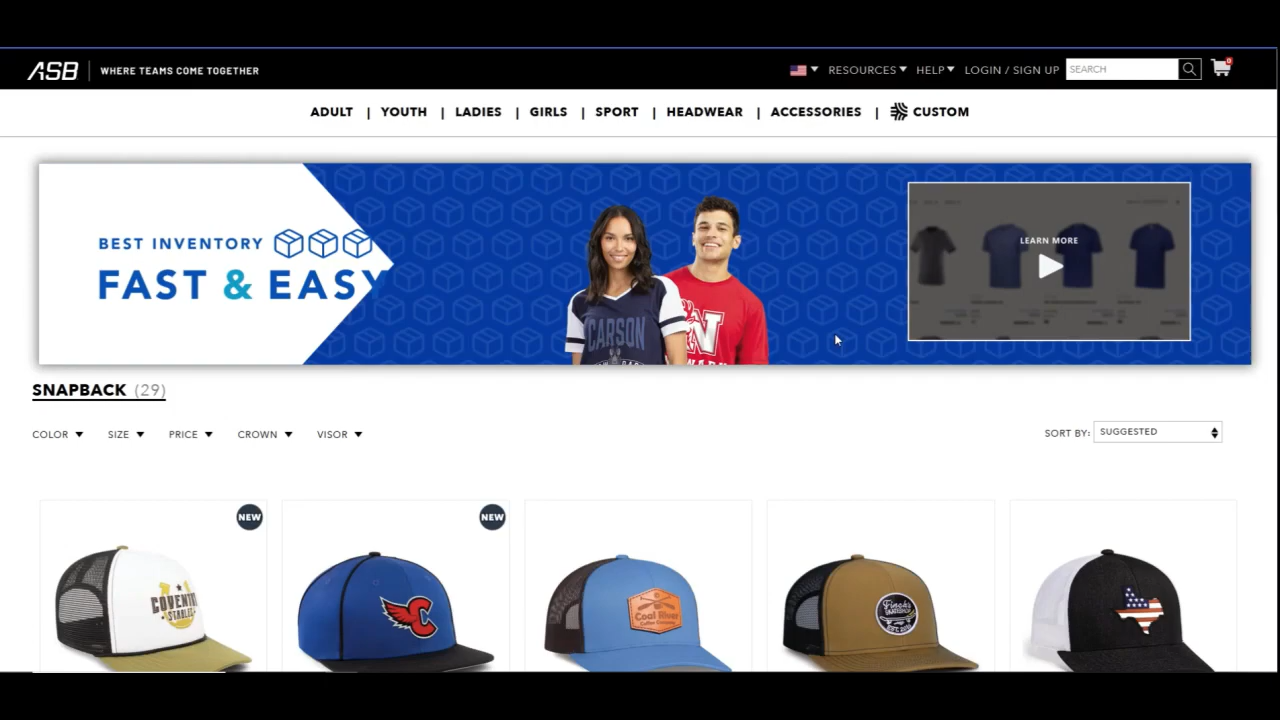 ASB | WHERE TEAMS COME TOGETHER
RESOURCES HELP LOGIN / SIGN UP SEARCH 0
ADULT | YOUTH | LADIES | GIRLS | SPORT | HEADWEAR | ACCESSORIES | CUSTOM
BEST INVENTORY
FAST & EASY
CARSON
N
LEARN MORE
SNAPBACK (29)
COLOR SIZE PRICE CROWN VISOR
SORT BY: SUGGESTED
NEW
NEW
STABLES
C
Coal River